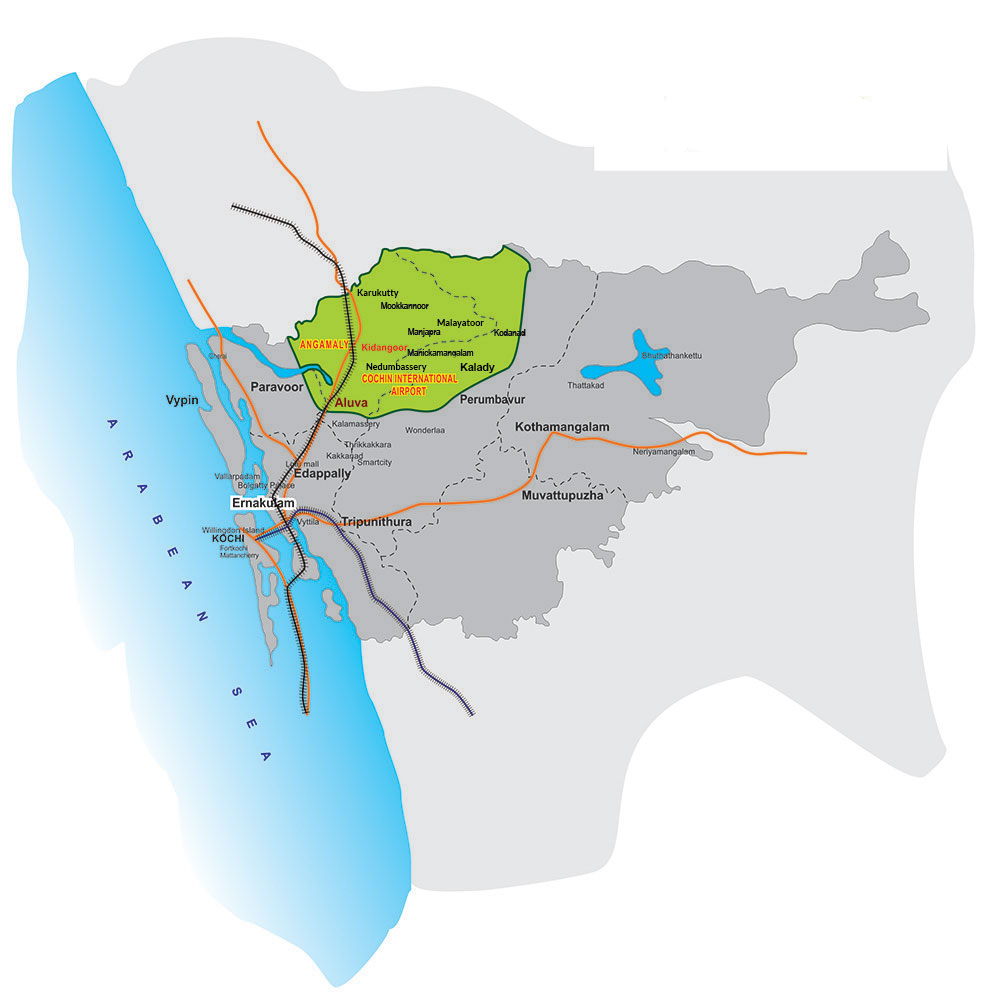 Karukutty
Mookkannoor
Malayatoor
Manjapra
Kodanad
ANGAMALY
Kidangoor
Manickamangalam
Nedumbassery
Kalady
COCHIN INTERNATIONAL
AIRPORT
Cherai
Paravoor
Vypin
Aluva
Perumbavur
Bhuthathankettu
Thattakad
Kalamassery
Wonderlaa
Kothamangalam
Thrikkakkara
Kakkanad
Smartcity
Neriyamangalam
Lulu mall
Edappally
Vallarpadam
Bolgatty Palace
Muvattupuzha
Ernakulam
Vyttila
Tripunithura
Willingdon Island
KOCHI
Fortkochi
Mattancherry
ARABEAN SEA